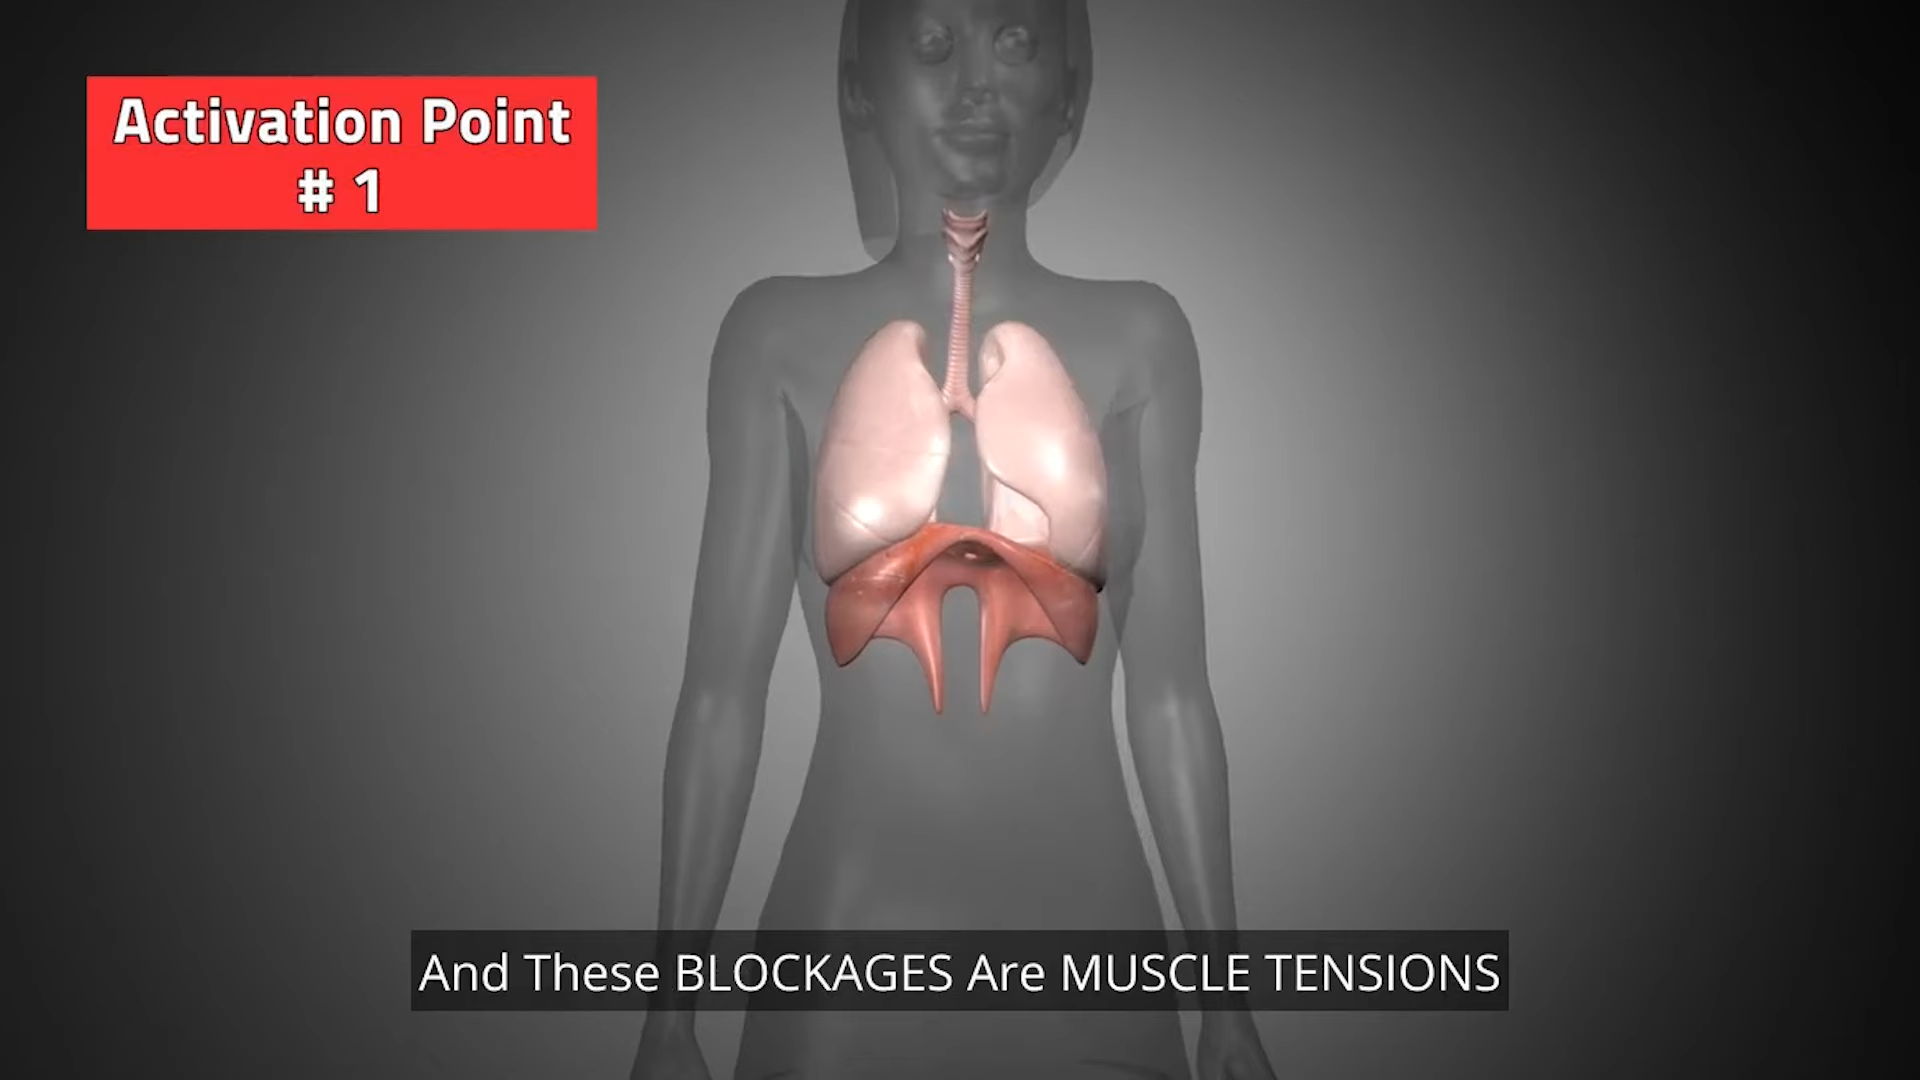 Activation Point
# 1
And These BLOCKAGES Are MUSCLE TENSIONS